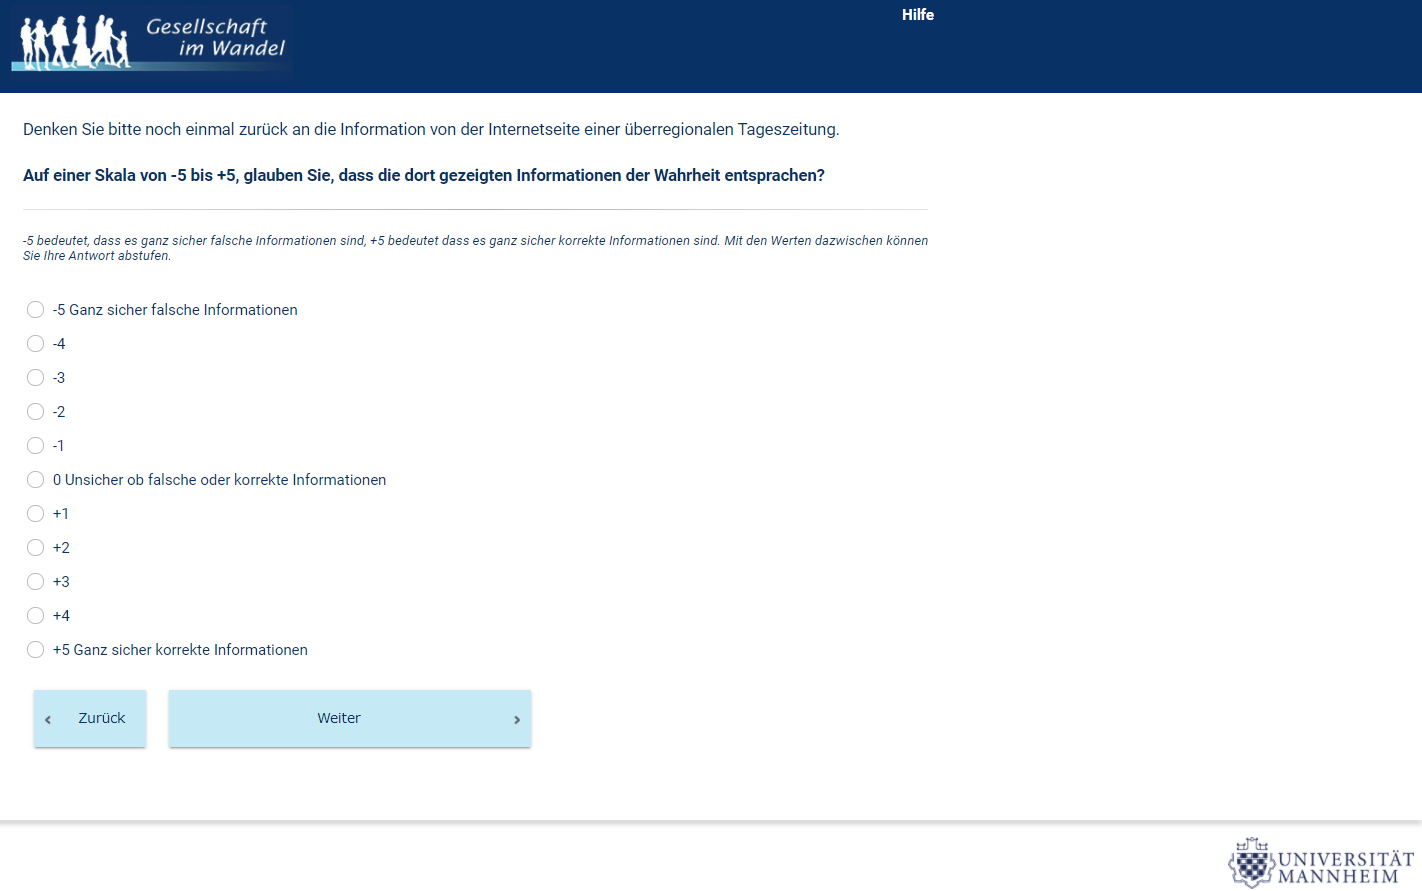 Gesellschaft
im Wandel
Hilfe
Denken Sie bitte noch einmal zurück an die Information von der Internetseite einer überregionalen Tageszeitung.
Auf einer Skala von -5 bis +5, glauben Sie, dass die dort gezeigten Informationen der Wahrheit entsprachen?
-5 bedeutet, dass es ganz sicher falsche Informationen sind, +5 bedeutet dass es ganz sicher korrekte Informationen sind. Mit den Werten dazwischen können
Sie Ihre Antwort abstufen.
-5 Ganz sicher falsche Informationen
-4
-3
-2
-1
0 Unsicher ob falsche oder korrekte Informationen
+1
+2
+3
+4
+5 Ganz sicher korrekte Informationen
Zurück
Weiter
UNIVERSITÄT
MANNHEIM